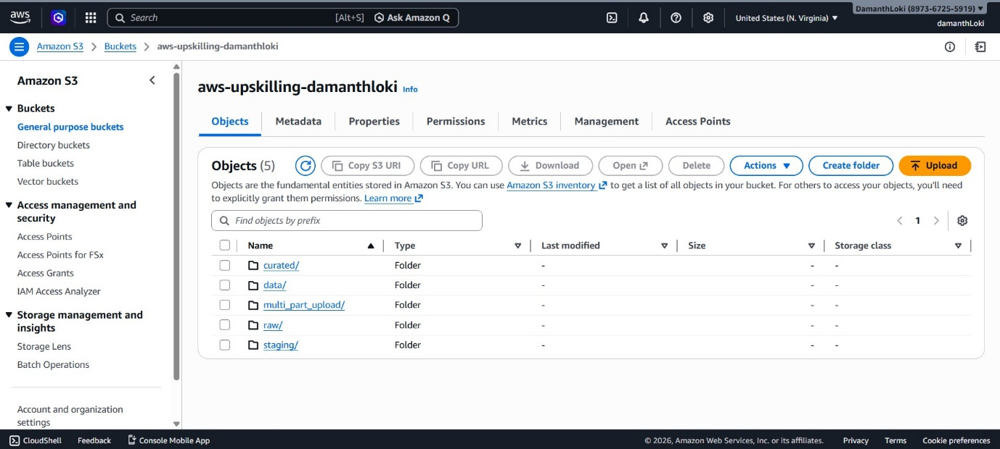 aws
Search [Alt+S] Ask Amazon Q
United States (N. Virginia)
DamanthLoki (8973-6725-5919)
damanthLoki
Amazon S3 > Buckets > aws-upskilling-damanthloki
Amazon S3
Buckets
General purpose buckets
Directory buckets
Table buckets
Vector buckets
Access management and
security
Access Points
Access Points for FSx
Access Grants
IAM Access Analyzer
Storage management and
insights
Storage Lens
Batch Operations
Account and organization
settings
aws-upskilling-damanthloki Info
Objects Metadata Properties Permissions Metrics Management Access Points
Objects (5) Copy S3 URI Copy URL Download Open Delete Actions Create folder Upload
Objects are the fundamental entities stored in Amazon S3. You can use Amazon S3 inventory to get a list of all objects in your bucket. For others to access your objects, you'll need
to explicitly grant them permissions. Learn more
Find objects by prefix
1
Name Type Last modified Size Storage class
curated/ Folder - - -
data/ Folder - - -
multi_part_upload/ Folder - - -
raw/ Folder - - -
staging/ Folder - - -
CloudShell Feedback Console Mobile App © 2026, Amazon Web Services, Inc. or its affiliates. Privacy Terms Cookie preferences